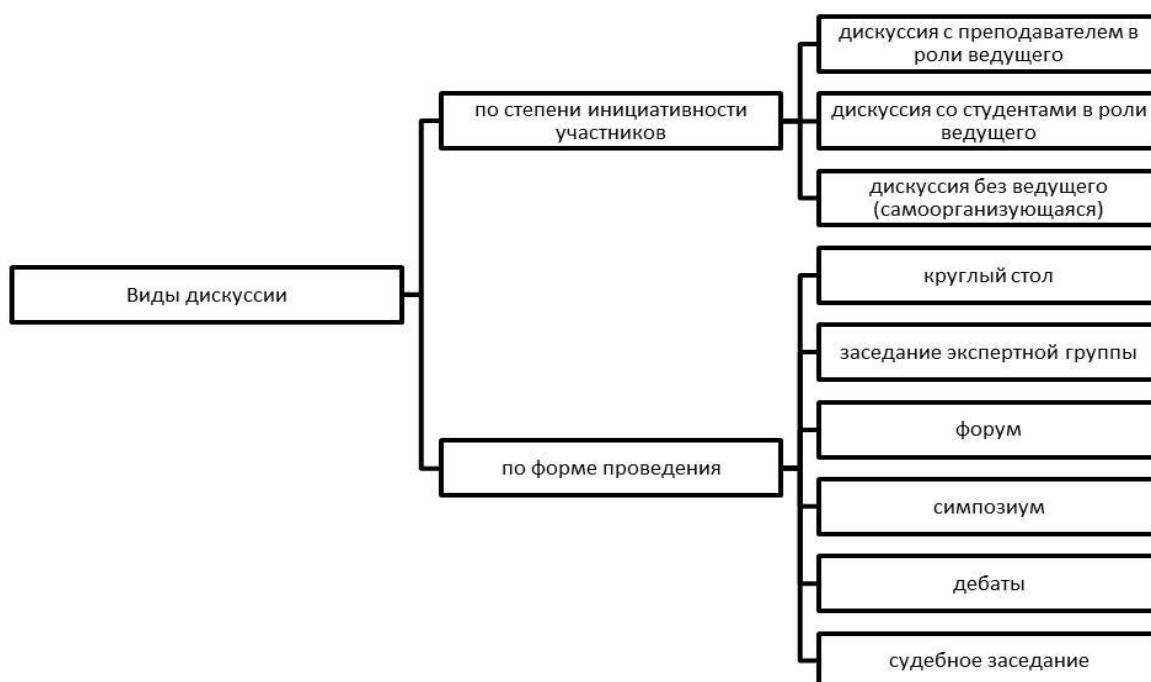 Виды дискуссии
по степени инициативности
участников
дискуссия с преподавателем в
роли ведущего
дискуссия со студентами в роли
ведущего
дискуссия без ведущего
(самоорганизующаяся)
по форме проведения
круглый стол
заседание экспертной группы
форум
симпозиум
дебаты
судебное заседание